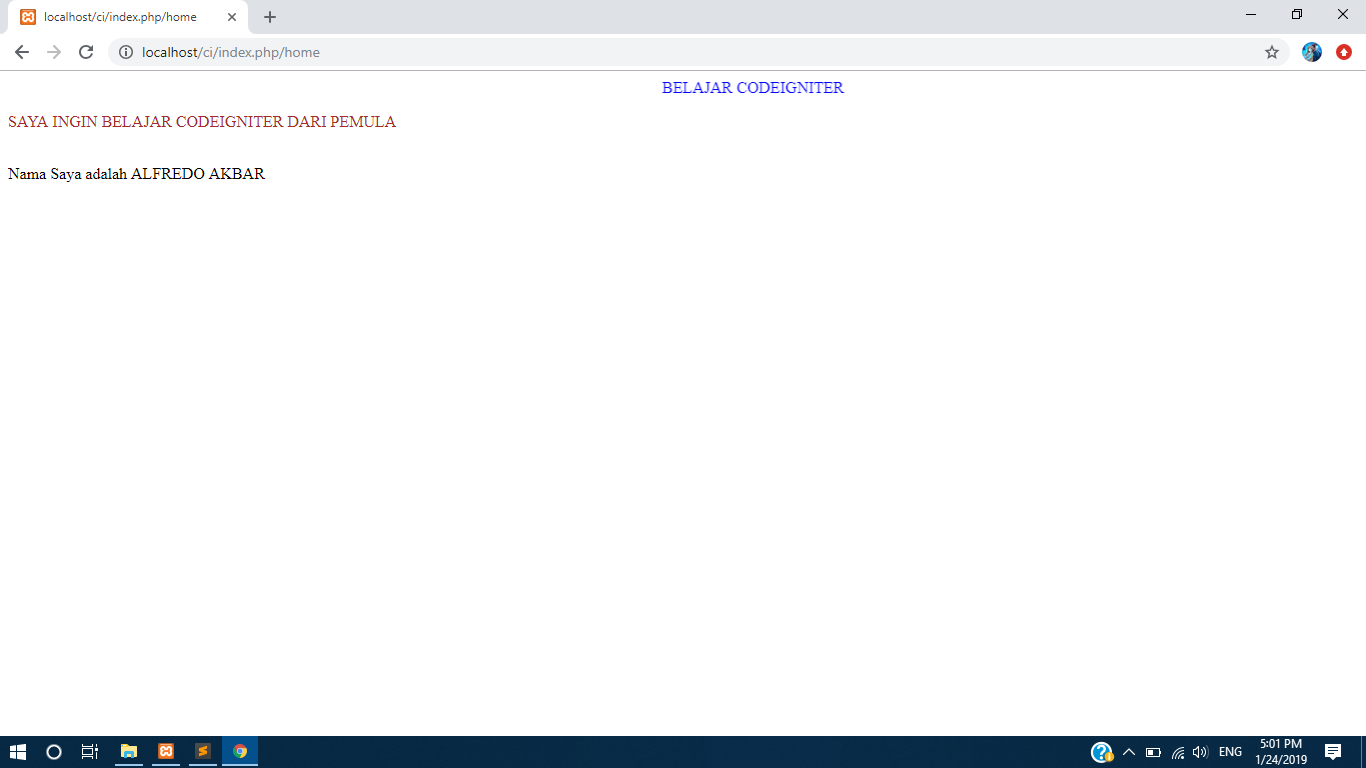 localhost/ci/index.php/home
localhost/ci/index.php/home
BELAJAR CODEIGNITER
SAYA INGIN BELAJAR CODEIGNITER DARI PEMULA
Nama Saya adalah ALFREDO AKBAR
ENG
5:01 PM
1/24/2019